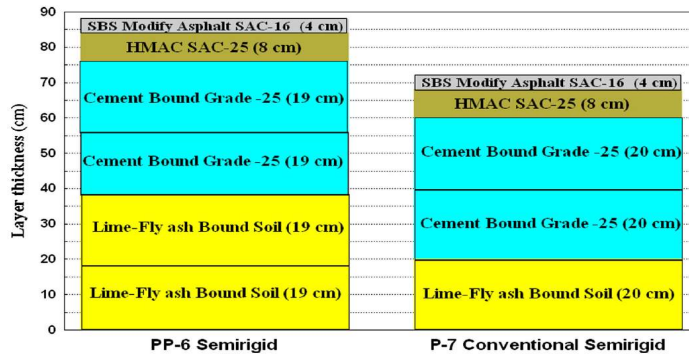 90
80
70
60
50
40
30
20
10
0
Layer thickness (cm)
SBS Modify Asphalt SAC-16 (4 cm)
HMAC SAC-25 (8 cm)
Cement Bound Grade -25 (19 cm)
Cement Bound Grade -25 (19 cm)
Lime-Fly ash Bound Soil (19 cm)
Lime-Fly ash Bound Soil (19 cm)
PP-6 Semirigid
SBS Modify Asphalt SAC-16 (4 cm)
HMAC SAC-25 (8 cm)
Cement Bound Grade -25 (20 cm)
Cement Bound Grade -25 (20 cm)
Lime-Fly ash Bound Soil (20 cm)
P-7 Conventional Semirigid